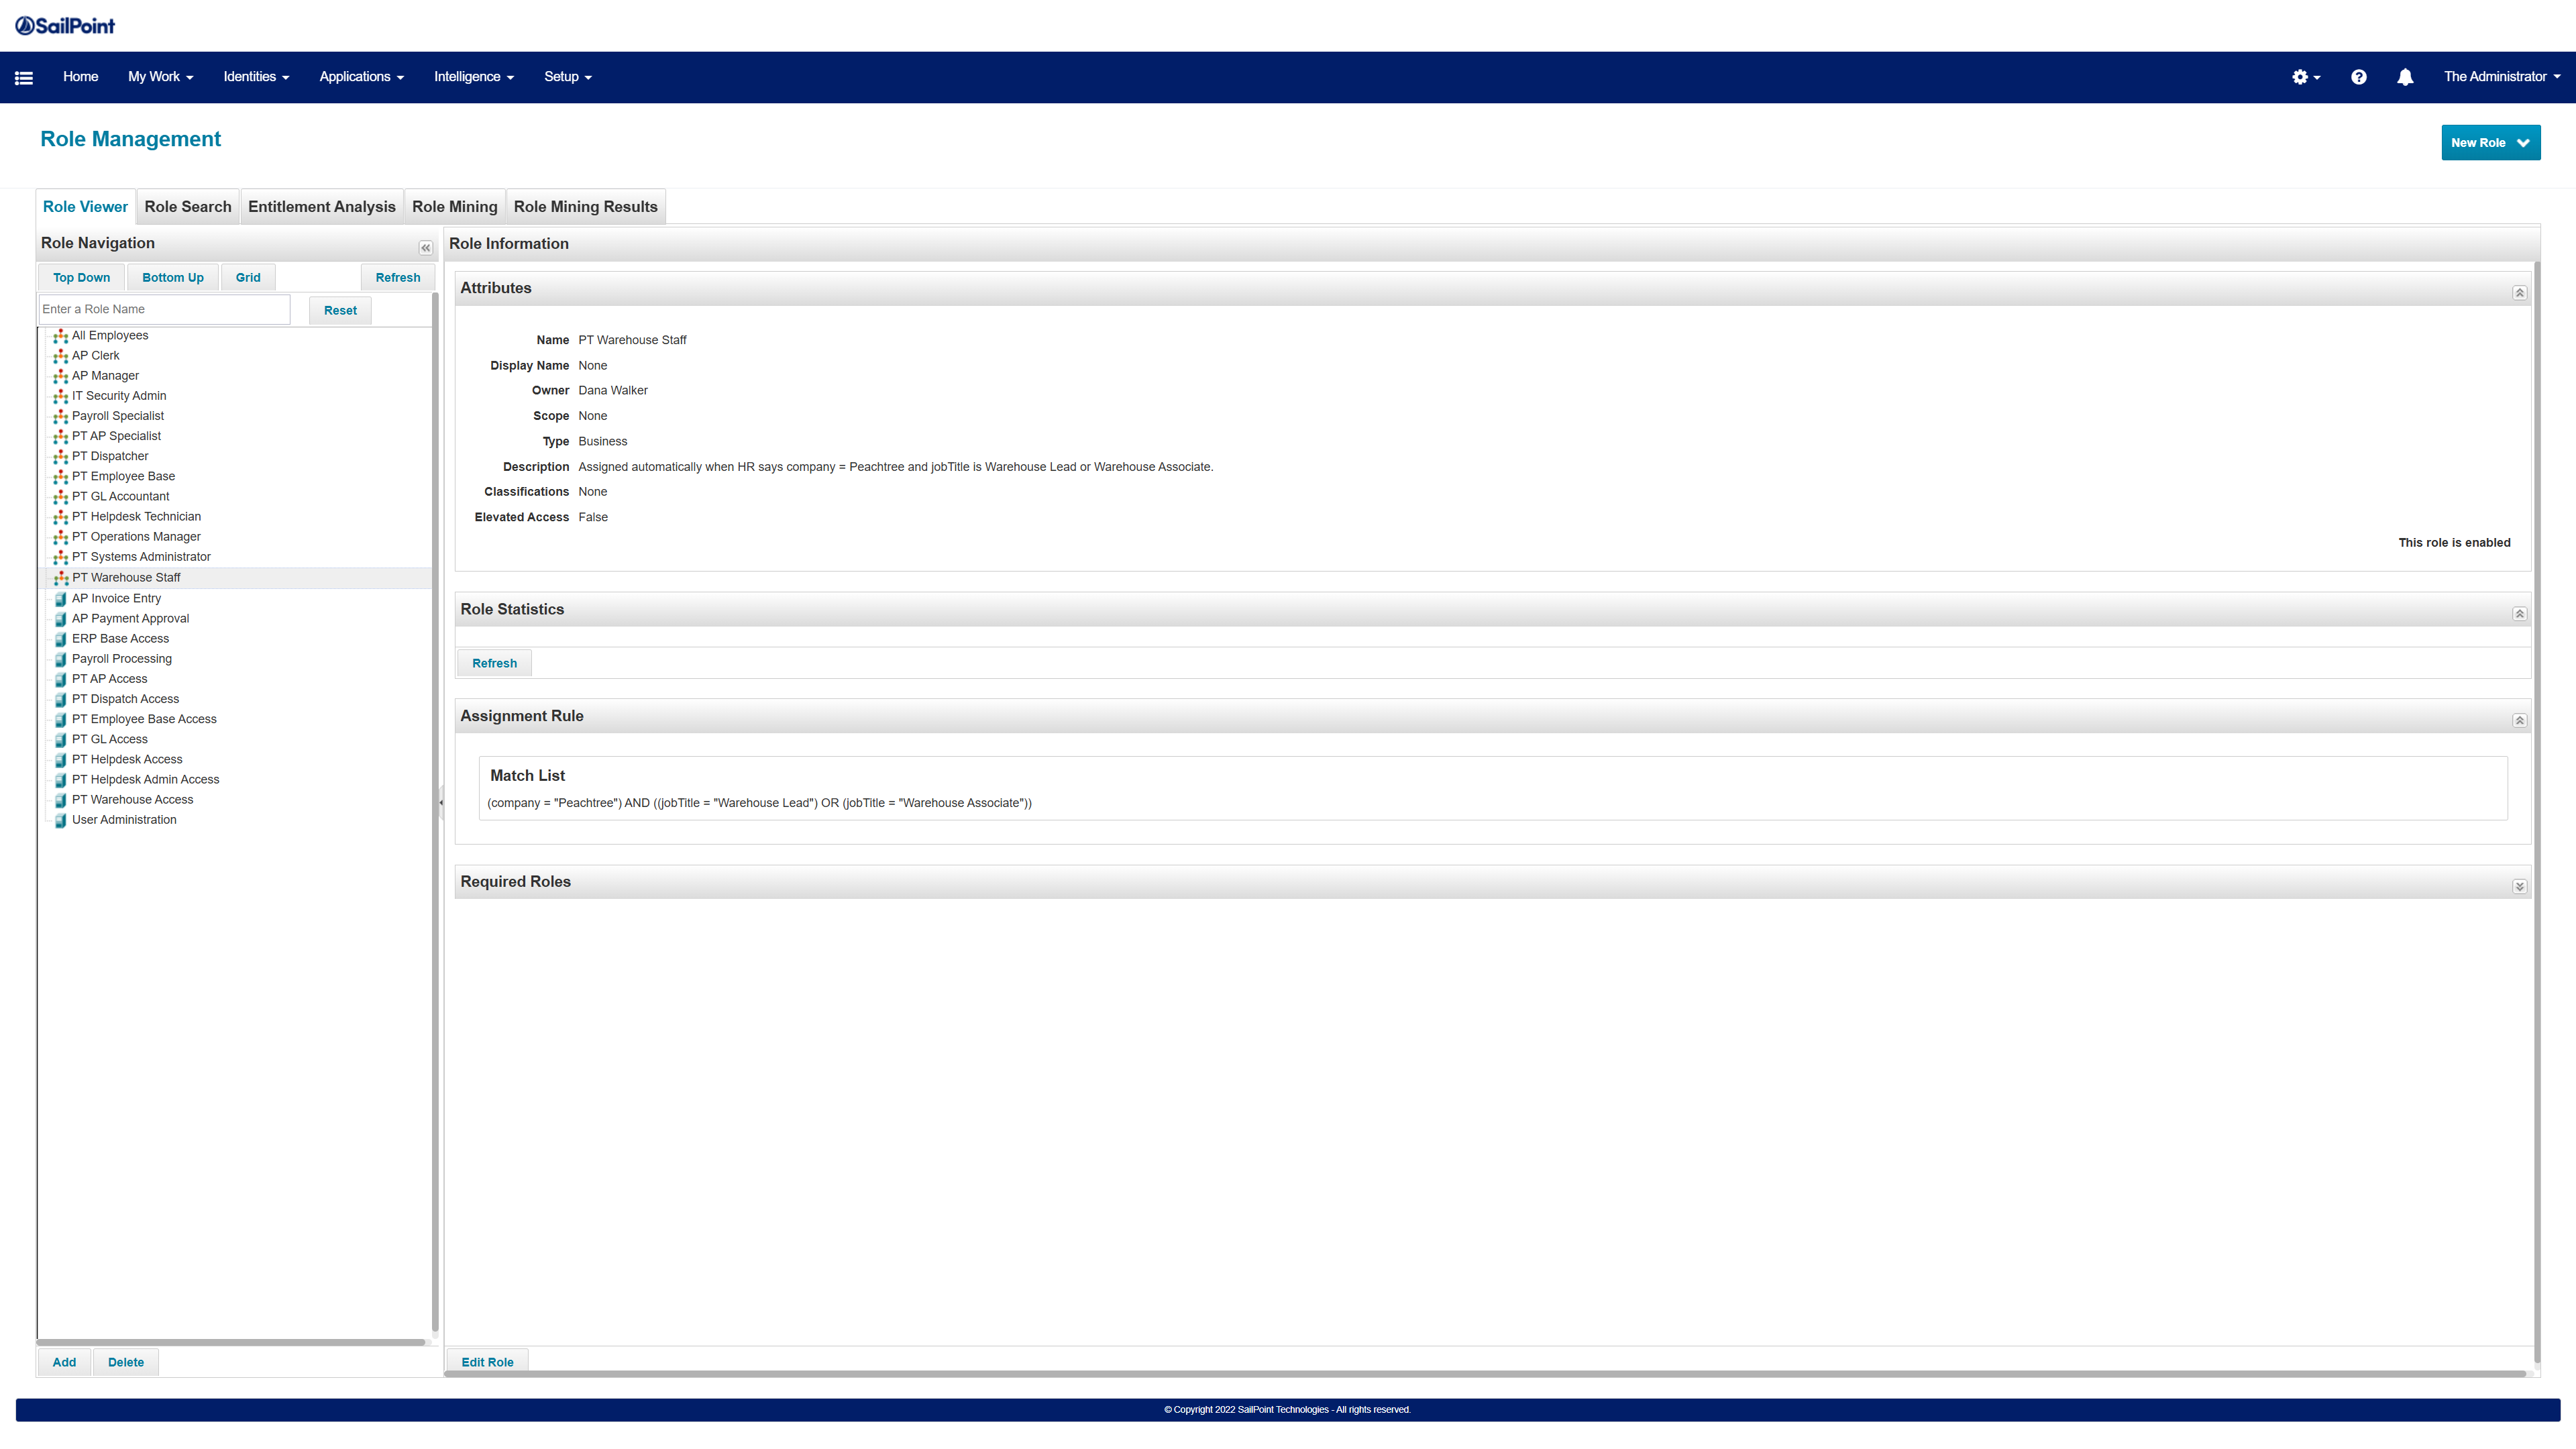 SailPoint
Home
My Work
Identities
Applications
Intelligence
Setup
The Administrator
Role Management
New Role
Role Viewer
Role Search
Entitlement Analysis
Role Mining
Role Mining Results
Role Navigation
Top Down
Bottom Up
Grid
Refresh
Enter a Role Name
Reset
All Employees
AP Clerk
AP Manager
IT Security Admin
Payroll Specialist
PT AP Specialist
PT Dispatcher
PT Employee Base
PT GL Accountant
PT Helpdesk Technician
PT Operations Manager
PT Systems Administrator
PT Warehouse Staff
AP Invoice Entry
AP Payment Approval
ERP Base Access
Payroll Processing
PT AP Access
PT Dispatch Access
PT Employee Base Access
PT GL Access
PT Helpdesk Access
PT Helpdesk Admin Access
PT Warehouse Access
User Administration
Add
Delete
Role Information
Attributes
Name PT Warehouse Staff
Display Name None
Owner Dana Walker
Scope None
Type Business
Description Assigned automatically when HR says company = Peachtree and jobTitle is Warehouse Lead or Warehouse Associate.
Classifications None
Elevated Access False
This role is enabled
Role Statistics
Refresh
Assignment Rule
Match List
(company = "Peachtree") AND ((jobTitle = "Warehouse Lead") OR (jobTitle = "Warehouse Associate"))
Required Roles
Edit Role
© Copyright 2022 SailPoint Technologies - All rights reserved.